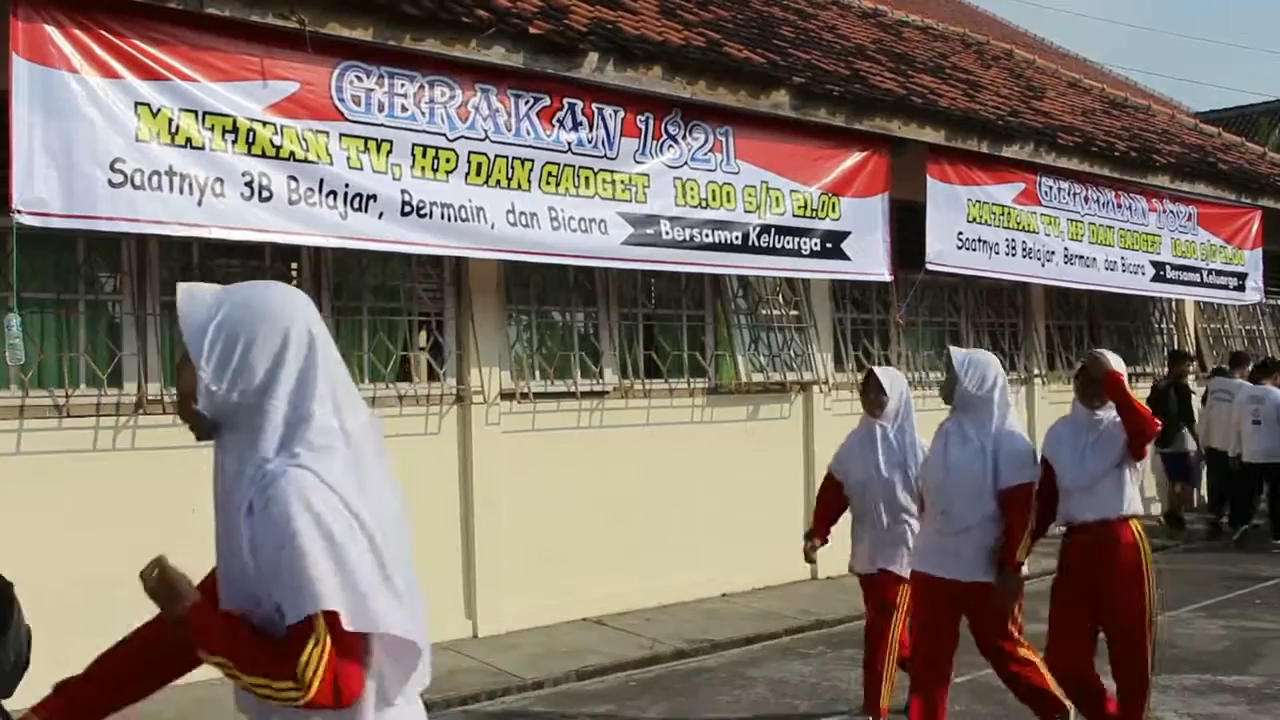 GERAKAN 1821
MATIKAN TV, HP DAN GADGET 18.00 S/D 21.00
Saatnya 3B Belajar, Bermain, dan Bicara - Bersama Keluarga -
GERAKAN 1821
MATIKAN TV, HP DAN GADGET 18.00 S/D 21.00
Saatnya 3B Belajar, Bermain, dan Bicara - Bersama Keluarga -